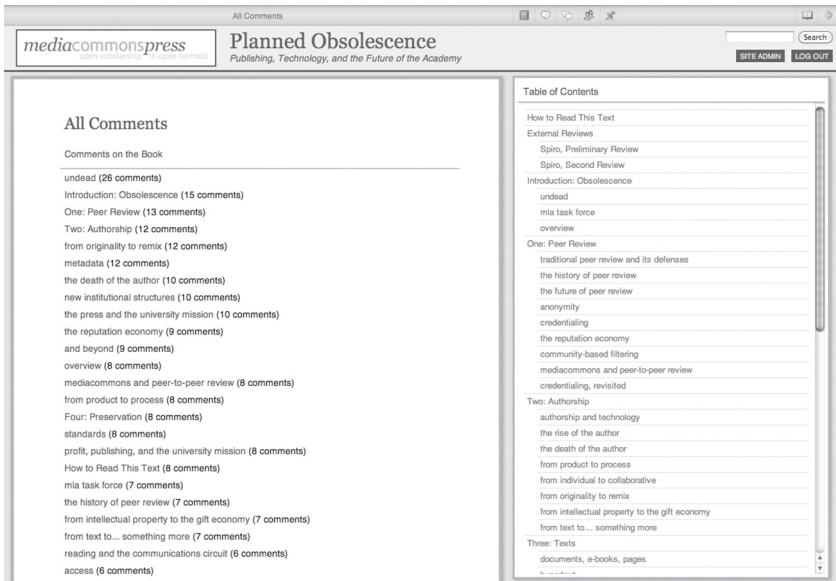 All Comments
mediacommonspress
open scholarship in open formats
Planned Obsolescence
Publishing, Technology, and the Future of the Academy
Search
SITE ADMIN
LOG OUT
All Comments
Comments on the Book
undead (26 comments)
Introduction: Obsolescence (15 comments)
One: Peer Review (13 comments)
Two: Authorship (12 comments)
from originality to remix (12 comments)
metadata (12 comments)
the death of the author (10 comments)
new institutional structures (10 comments)
the press and the university mission (10 comments)
the reputation economy (9 comments)
and beyond (9 comments)
overview (8 comments)
mediacommons and peer-to-peer review (8 comments)
from product to process (8 comments)
Four: Preservation (8 comments)
standards (8 comments)
profit, publishing, and the university mission (8 comments)
How to Read This Text (8 comments)
mla task force (7 comments)
the history of peer review (7 comments)
from intellectual property to the gift economy (7 comments)
from text to... something more (7 comments)
reading and the communications circuit (6 comments)
access (6 comments)
Table of Contents
How to Read This Text
External Reviews
Spiro, Preliminary Review
Spiro, Second Review
Introduction: Obsolescence
undead
mla task force
overview
One: Peer Review
traditional peer review and its defenses
the history of peer review
the future of peer review
anonymity
credentialing
the reputation economy
community-based filtering
mediacommons and peer-to-peer review
credentialing, revisited
Two: Authorship
authorship and technology
the rise of the author
the death of the author
from product to process
from individual to collaborative
from originality to remix
from intellectual property to the gift economy
from text to... something more
Three: Texts
documents, e-books, pages